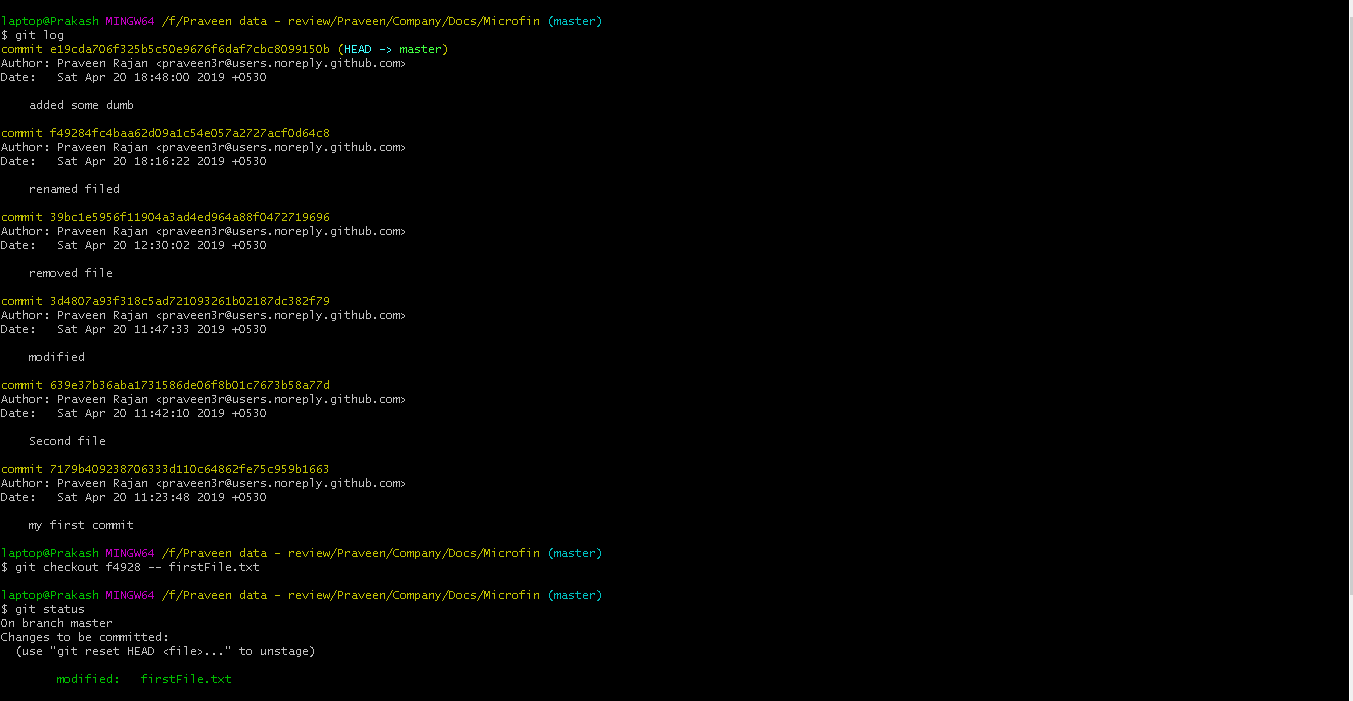 laptop@Prakash MINGW64 /f/Praveen data - review/Praveen/Company/Docs/Microfin (master)
$ git log
commit e19cda706f325b5c50e9676f6daf7cbc8099150b (HEAD -> master)
Author: Praveen Rajan <praveen3r@users.noreply.github.com>
Date:   Sat Apr 20 18:48:00 2019 +0530
    added some dumb
commit f49284fc4baa62d09a1c54e057a2727acf0d64c8
Author: Praveen Rajan <praveen3r@users.noreply.github.com>
Date:   Sat Apr 20 18:16:22 2019 +0530
    renamed filed
commit 39bc1e5956f11904a3ad4ed964a88f0472719696
Author: Praveen Rajan <praveen3r@users.noreply.github.com>
Date:   Sat Apr 20 12:30:02 2019 +0530
    removed file
commit 3d4807a93f318c5ad721093261b02187dc382f79
Author: Praveen Rajan <praveen3r@users.noreply.github.com>
Date:   Sat Apr 20 11:47:33 2019 +0530
    modified
commit 639e37b36aba1731586de06f8b01c7673b58a77d
Author: Praveen Rajan <praveen3r@users.noreply.github.com>
Date:   Sat Apr 20 11:42:10 2019 +0530
    Second file
commit 7179b409238706333d110c64862fe75c959b1663
Author: Praveen Rajan <praveen3r@users.noreply.github.com>
Date:   Sat Apr 20 11:23:48 2019 +0530
    my first commit
laptop@Prakash MINGW64 /f/Praveen data - review/Praveen/Company/Docs/Microfin (master)
$ git checkout f4928 -- firstFile.txt
laptop@Prakash MINGW64 /f/Praveen data - review/Praveen/Company/Docs/Microfin (master)
$ git status
On branch master
Changes to be committed:
  (use "git reset HEAD <file>..." to unstage)
        modified:   firstFile.txt